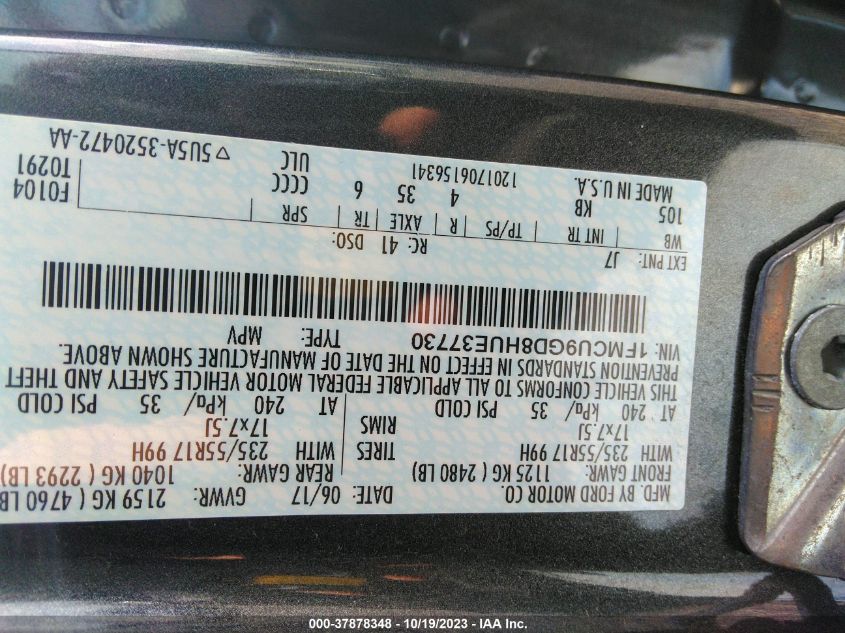 MFD. BY FORD MOTOR CO.
DATE: 06/17 GVWR: 2159 KG ( 4760 LB
FRONT GAWR: 1125 KG ( 2480 LB) REAR GAWR: 1040 KG ( 2293 LB)
WITH 235/55R17 99H TIRES WITH 235/55R17 99H
17x7.5J RIMS 17x7.5J
AT 240 kPa/ 35 PSI COLD AT 240 kPa/ 35 PSI COLD
THIS VEHICLE CONFORMS TO ALL APPLICABLE FEDERAL MOTOR VEHICLE SAFETY AND THEFT
PREVENTION STANDARDS IN EFFECT ON THE DATE OF MANUFACTURE SHOWN ABOVE.
VIN: 1FMCU9GD8HUE37730 TYPE: MPV
EXT PNT: J7 RC: 41 DSO:
WB | INT TR | TP/PS | R | AXLE | TR | SPR
105 KB 4 35 6 CCCC F0104
T0291
MADE IN U.S.A. 1201706156341 ULC ▽ 5U5A-3520472-AA
000-37878348 - 10/19/2023 - IAA Inc.